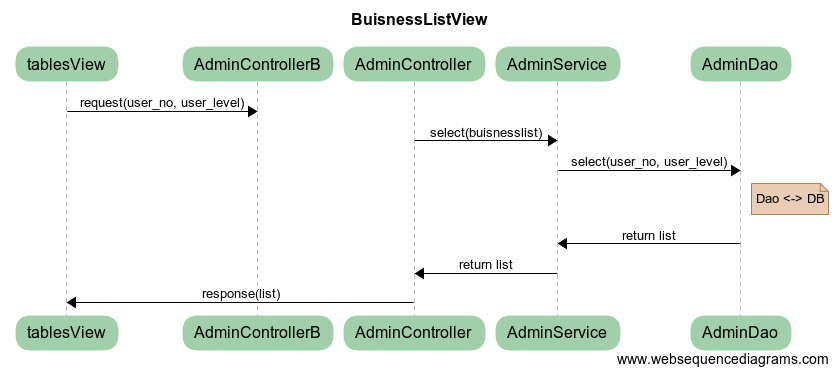 BuisnessListView
tablesView AdminControllerB AdminController AdminService AdminDao
request(user_no, user_level)
select(buisnesslist)
select(user_no, user_level)
Dao <-> DB
return list
return list
response(list)
tablesView AdminControllerB AdminController AdminService AdminDao
www.websequencediagrams.com